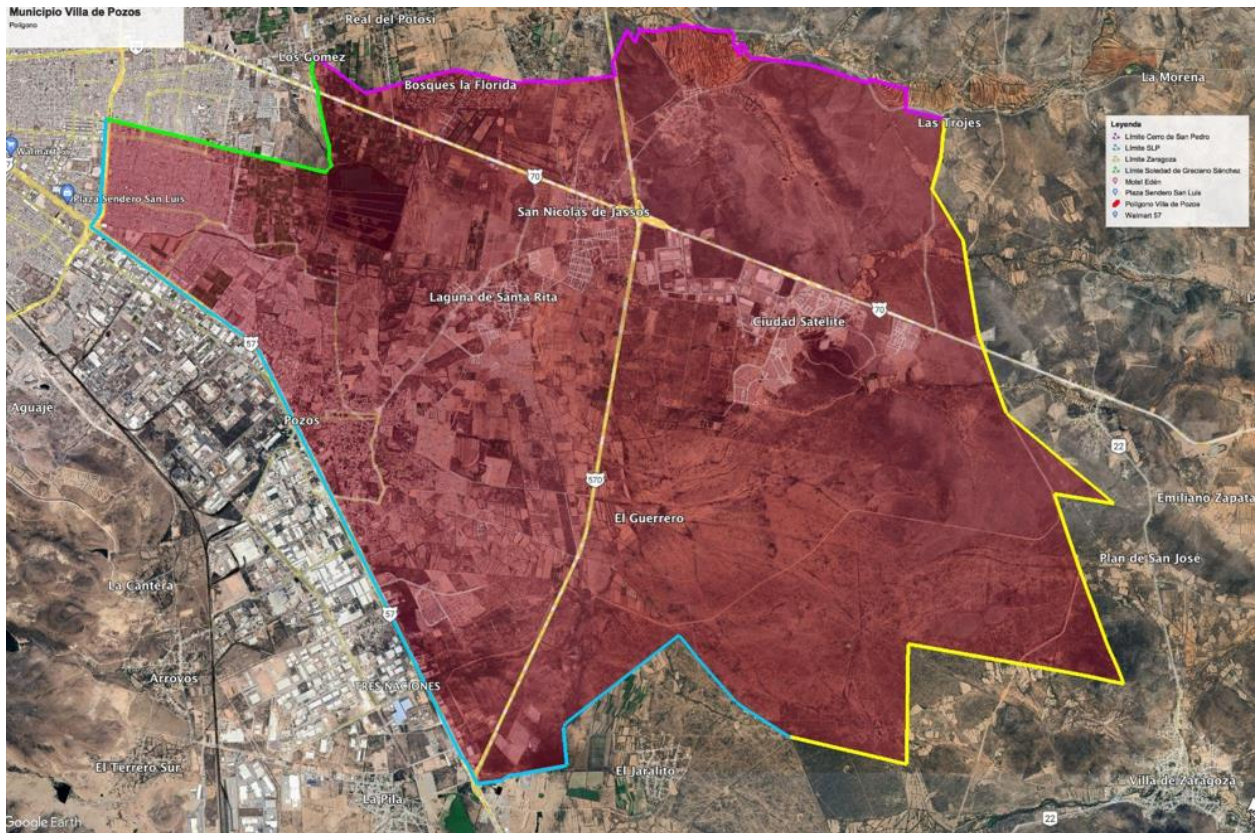 Municipio Villa de Pozos
Polígono
Real del Potosí
70
Los Gómez
Bosques la Florida
La Morena
Las Trojes
Leyenda
Límite Cerro de San Pedro
Límite SLP
Límite Zaragoza
Límite Soledad de Graciano Sánchez
Motel Edén
Plaza Sendero San Luis
Polígono Villa de Pozos
Walmart 57
Walmart 57
Plaza Sendero San Luis
70
San Nicolas de Jassos
Laguna de Santa Rita
70
Ciudad Satélite
57
Aguaje
Pozos
22
57D
Emiliano Zapata
El Guerrero
Plan de San José
La Cantera
57
Arroyos
TRES NACIONES
El Terrero Sur
El Jaralito
Villa de Zaragoza
La Pila
Google Earth
22